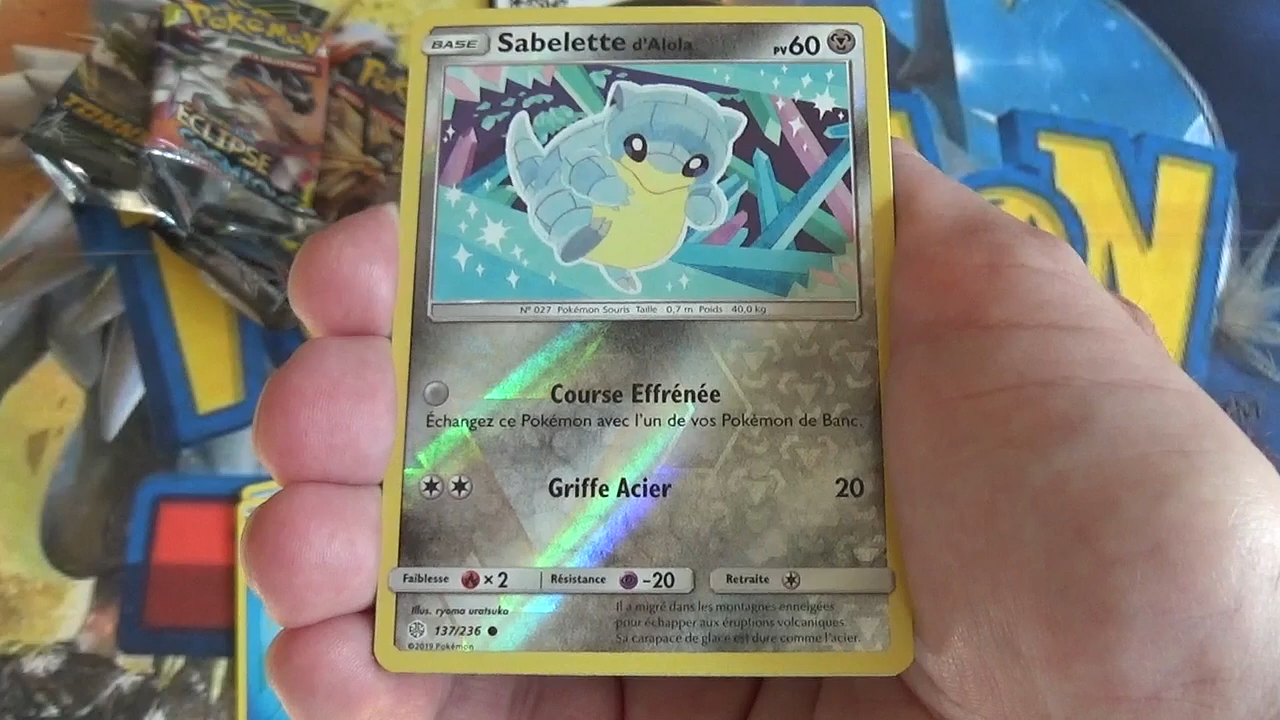 POKéMON
ECLIPSE
BASE Sabelette d'Alola PV60
N° 027 Pokémon Souris Taille : 0,7 m Poids : 40,0 kg
Course Effrénée
Échangez ce Pokémon avec l'un de vos Pokémon de Banc.
Griffe Acier 20
Faiblesse ×2 Résistance -20 Retraite
Illus. ryoma uratsuka
137/236
©2019 Pokémon
Il a migré dans les montagnes enneigées
pour échapper aux éruptions volcaniques.
Sa carapace de glace est dure comme l'acier.